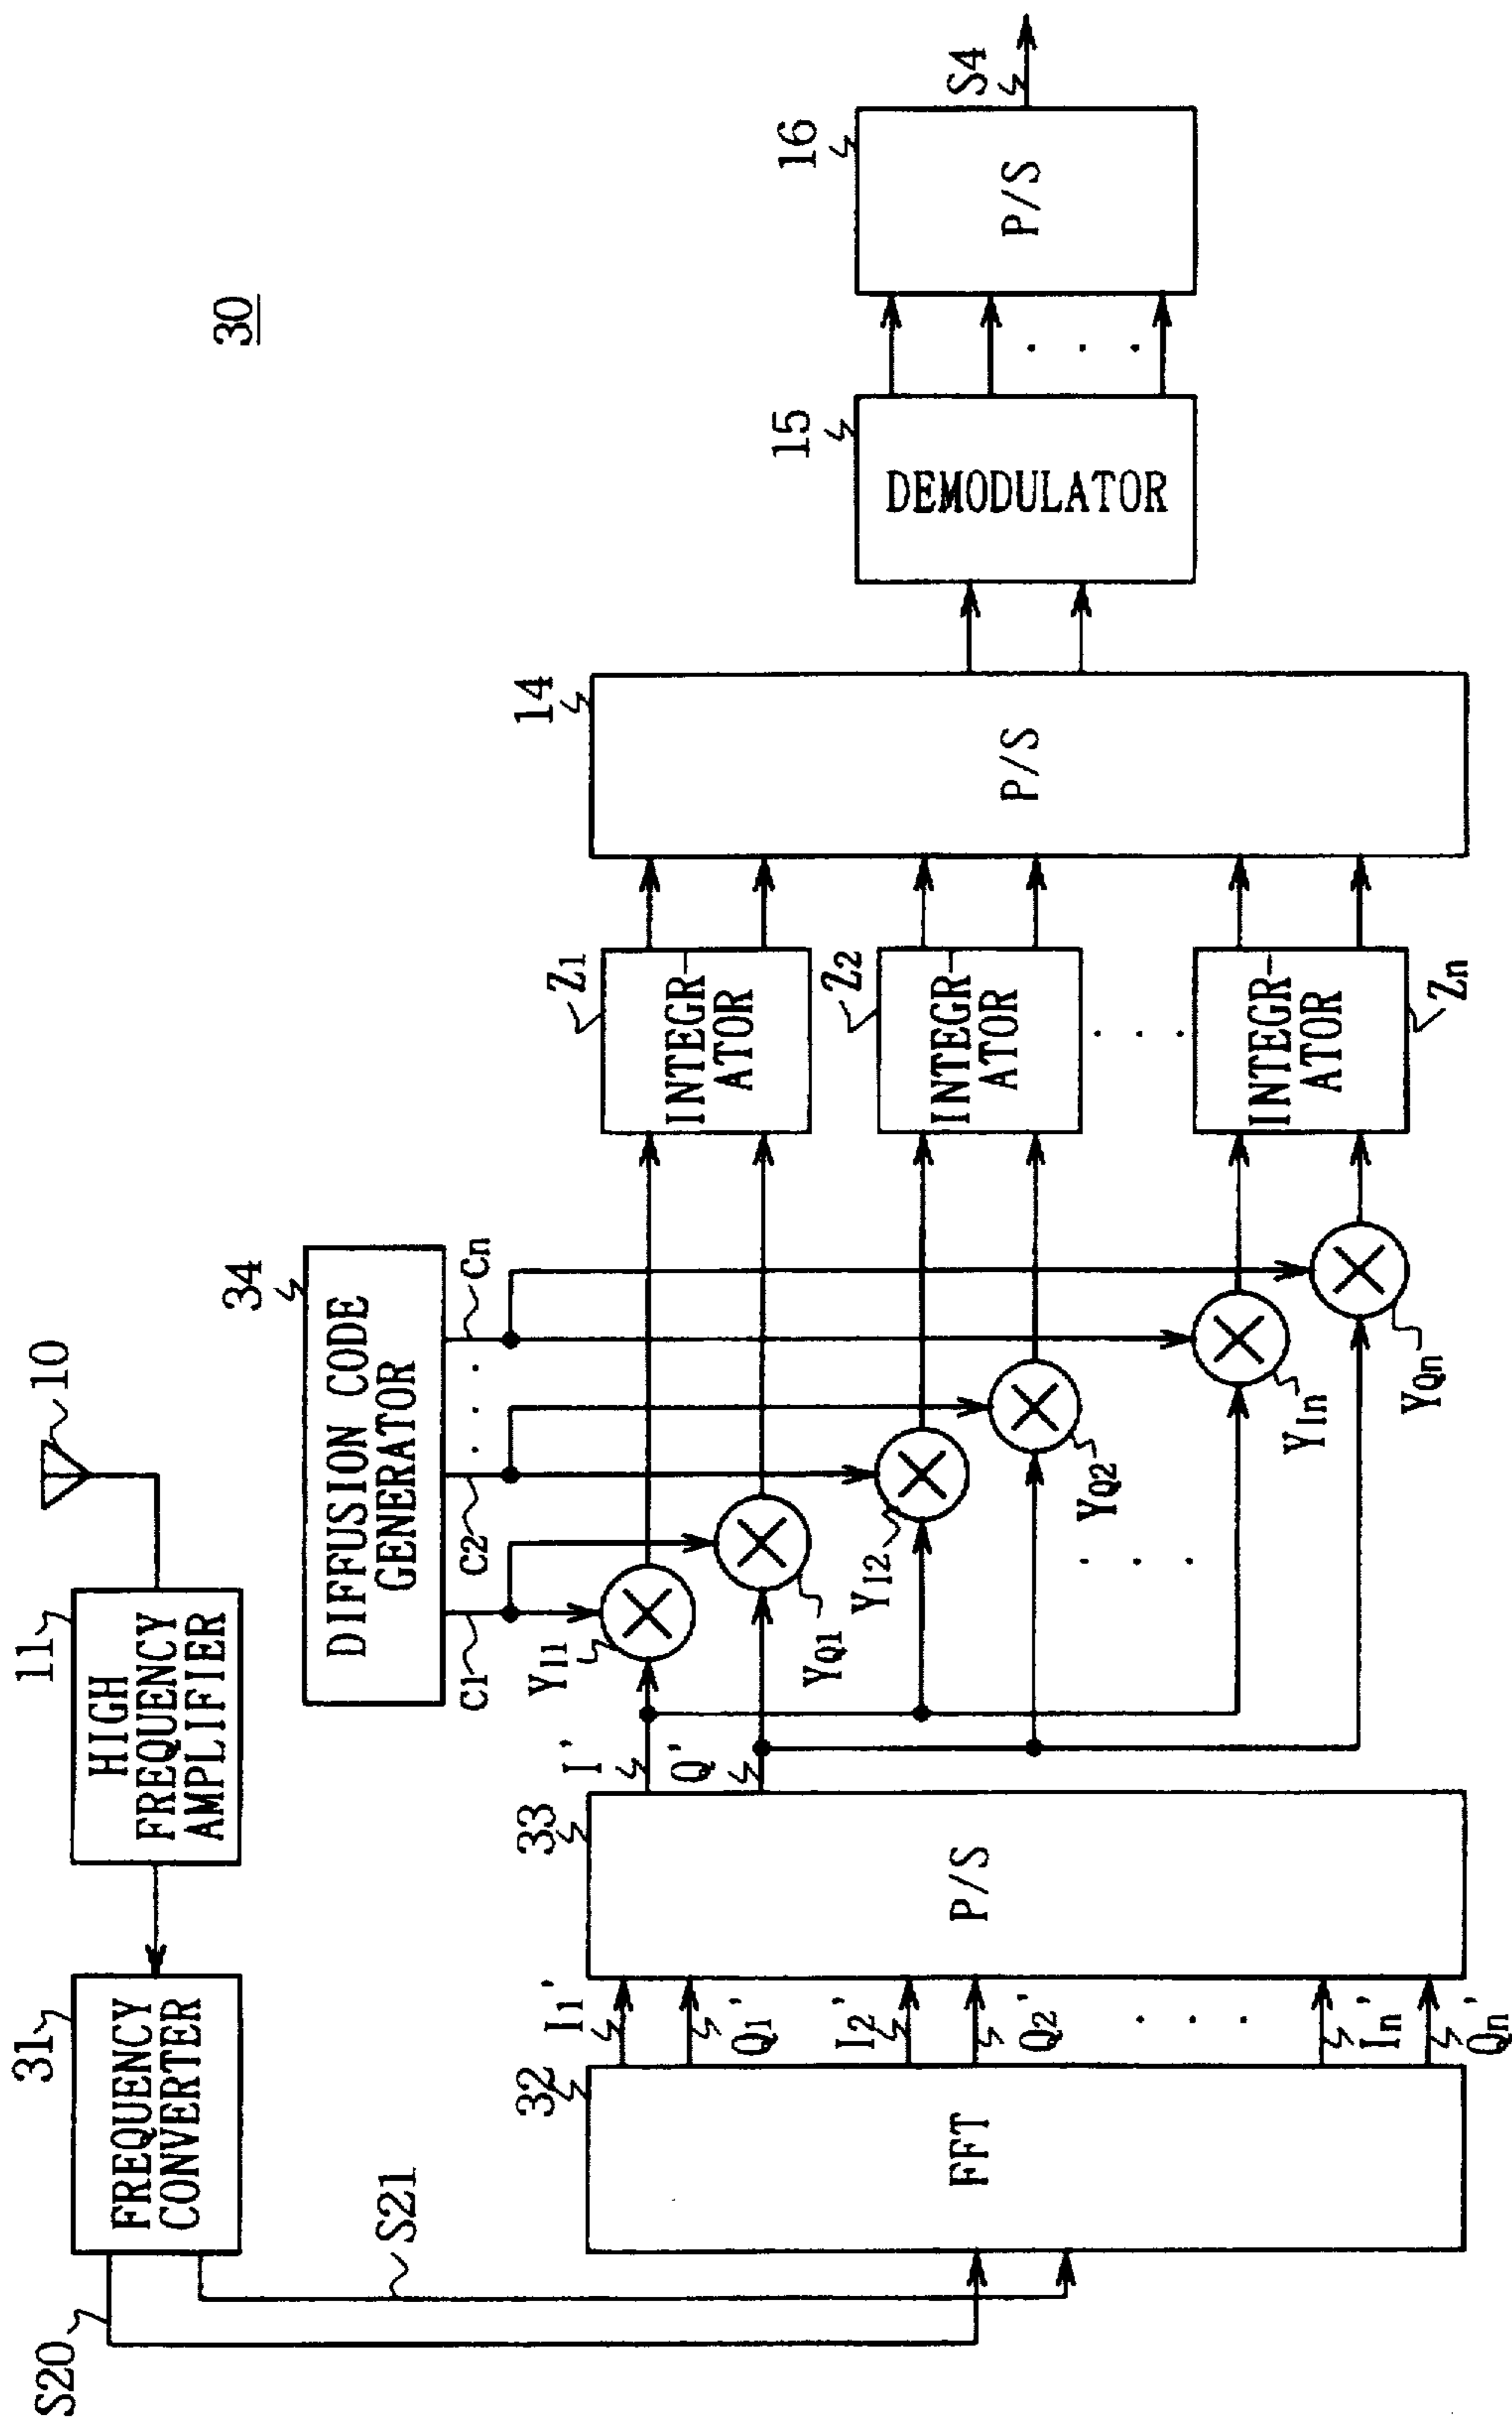 30
10
11
HIGH
FREQUENCY
AMPLIFIER
31
FREQUENCY
CONVERTER
S20
S21
32
FFT
I1'
Q1'
I2'
Q2'
. . .
In'
Qn'
33
P/S
I'
Q'
34
DIFFUSION CODE
GENERATOR
C1
C2
. . .
Cn
YI1
YQ1
YI2
YQ2
. . .
YIn
YQn
Z1
INTEGR-
ATOR
Z2
INTEGR-
ATOR
. . .
Zn
INTEGR-
ATOR
14
P/S
15
DEMODULATOR
. . .
16
P/S
S4